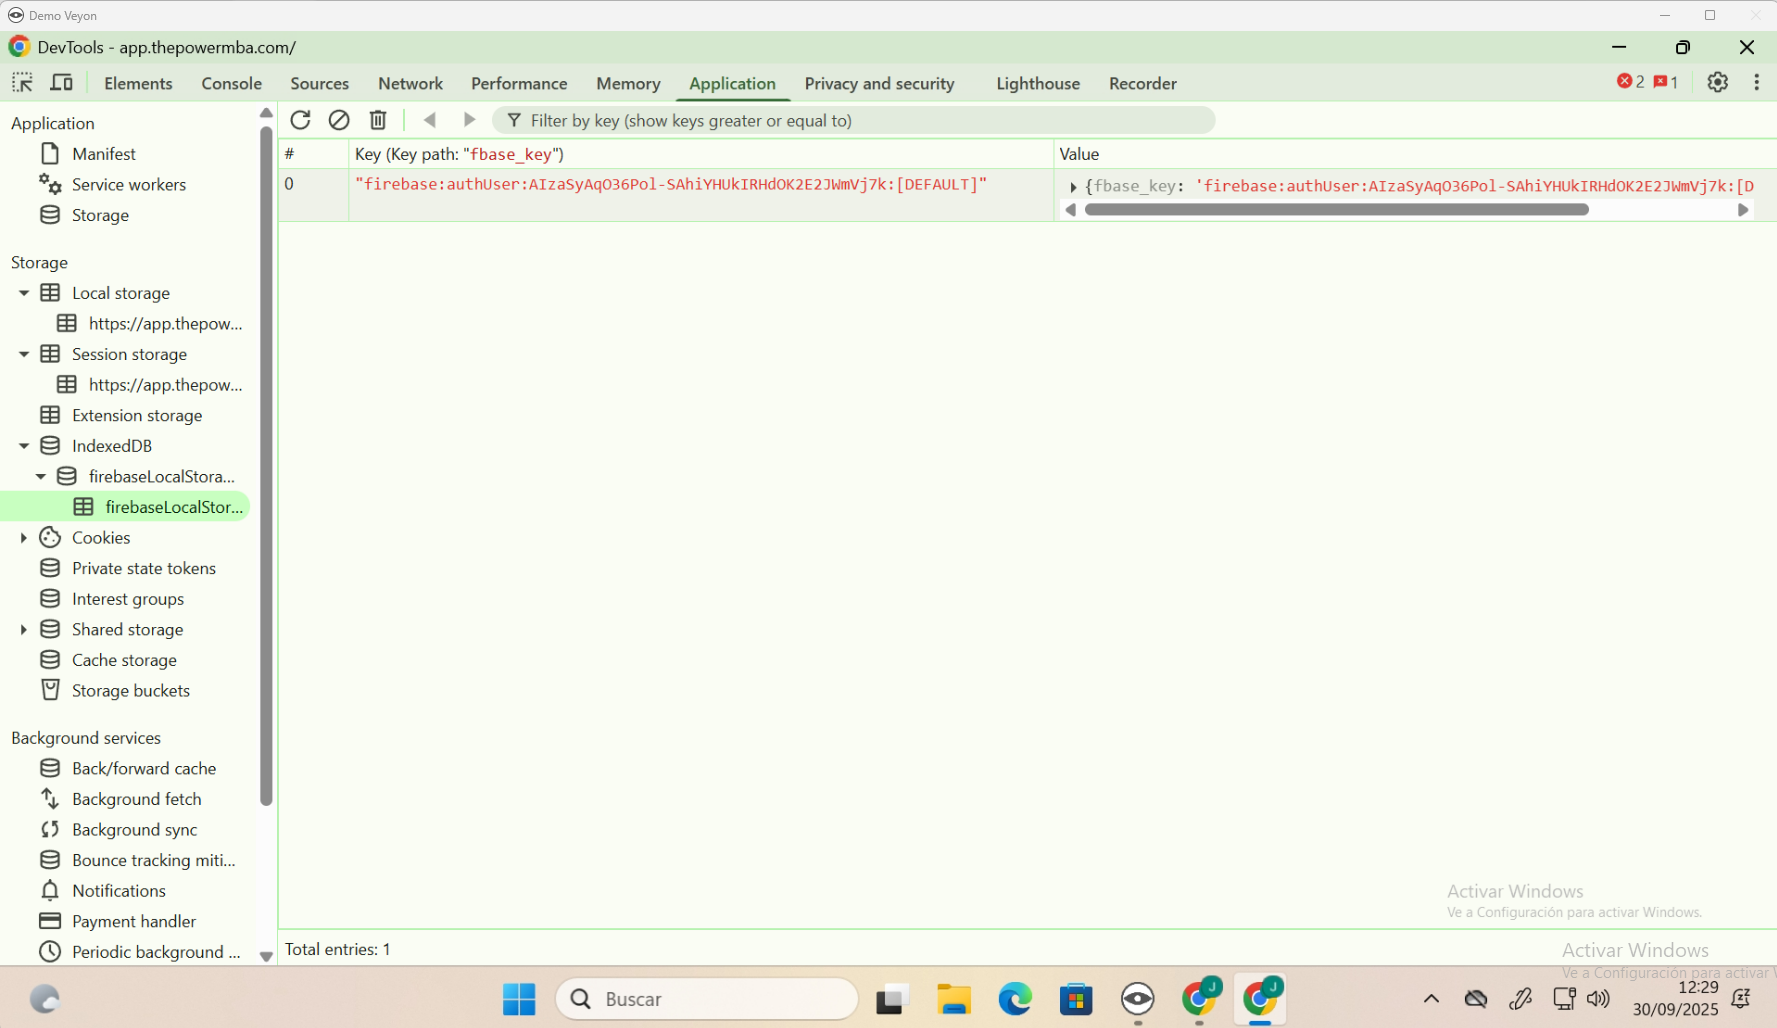 Demo Veyon
DevTools - app.thepowermba.com/
Elements Console Sources Network Performance Memory Application Privacy and security Lighthouse Recorder 2 1
Application
Manifest
Service workers
Storage
Storage
Local storage
https://app.thepow...
Session storage
https://app.thepow...
Extension storage
IndexedDB
firebaseLocalStora...
firebaseLocalStor...
Cookies
Private state tokens
Interest groups
Shared storage
Cache storage
Storage buckets
Background services
Back/forward cache
Background fetch
Background sync
Bounce tracking miti...
Notifications
Payment handler
Periodic background ...
Filter by key (show keys greater or equal to)
# Key (Key path: "fbase_key") Value
0 "firebase:authUser:AIzaSyAqO36Pol-SAhiYHUkIRHdOK2E2JWmVj7k:[DEFAULT]" {fbase_key: 'firebase:authUser:AIzaSyAqO36Pol-SAhiYHUkIRHdOK2E2JWmVj7k:[D
Total entries: 1
Activar Windows
Ve a Configuración para activar Windows.
Activar Windows
Ve a Configuración para activar
Buscar
J
J
12:29
30/09/2025